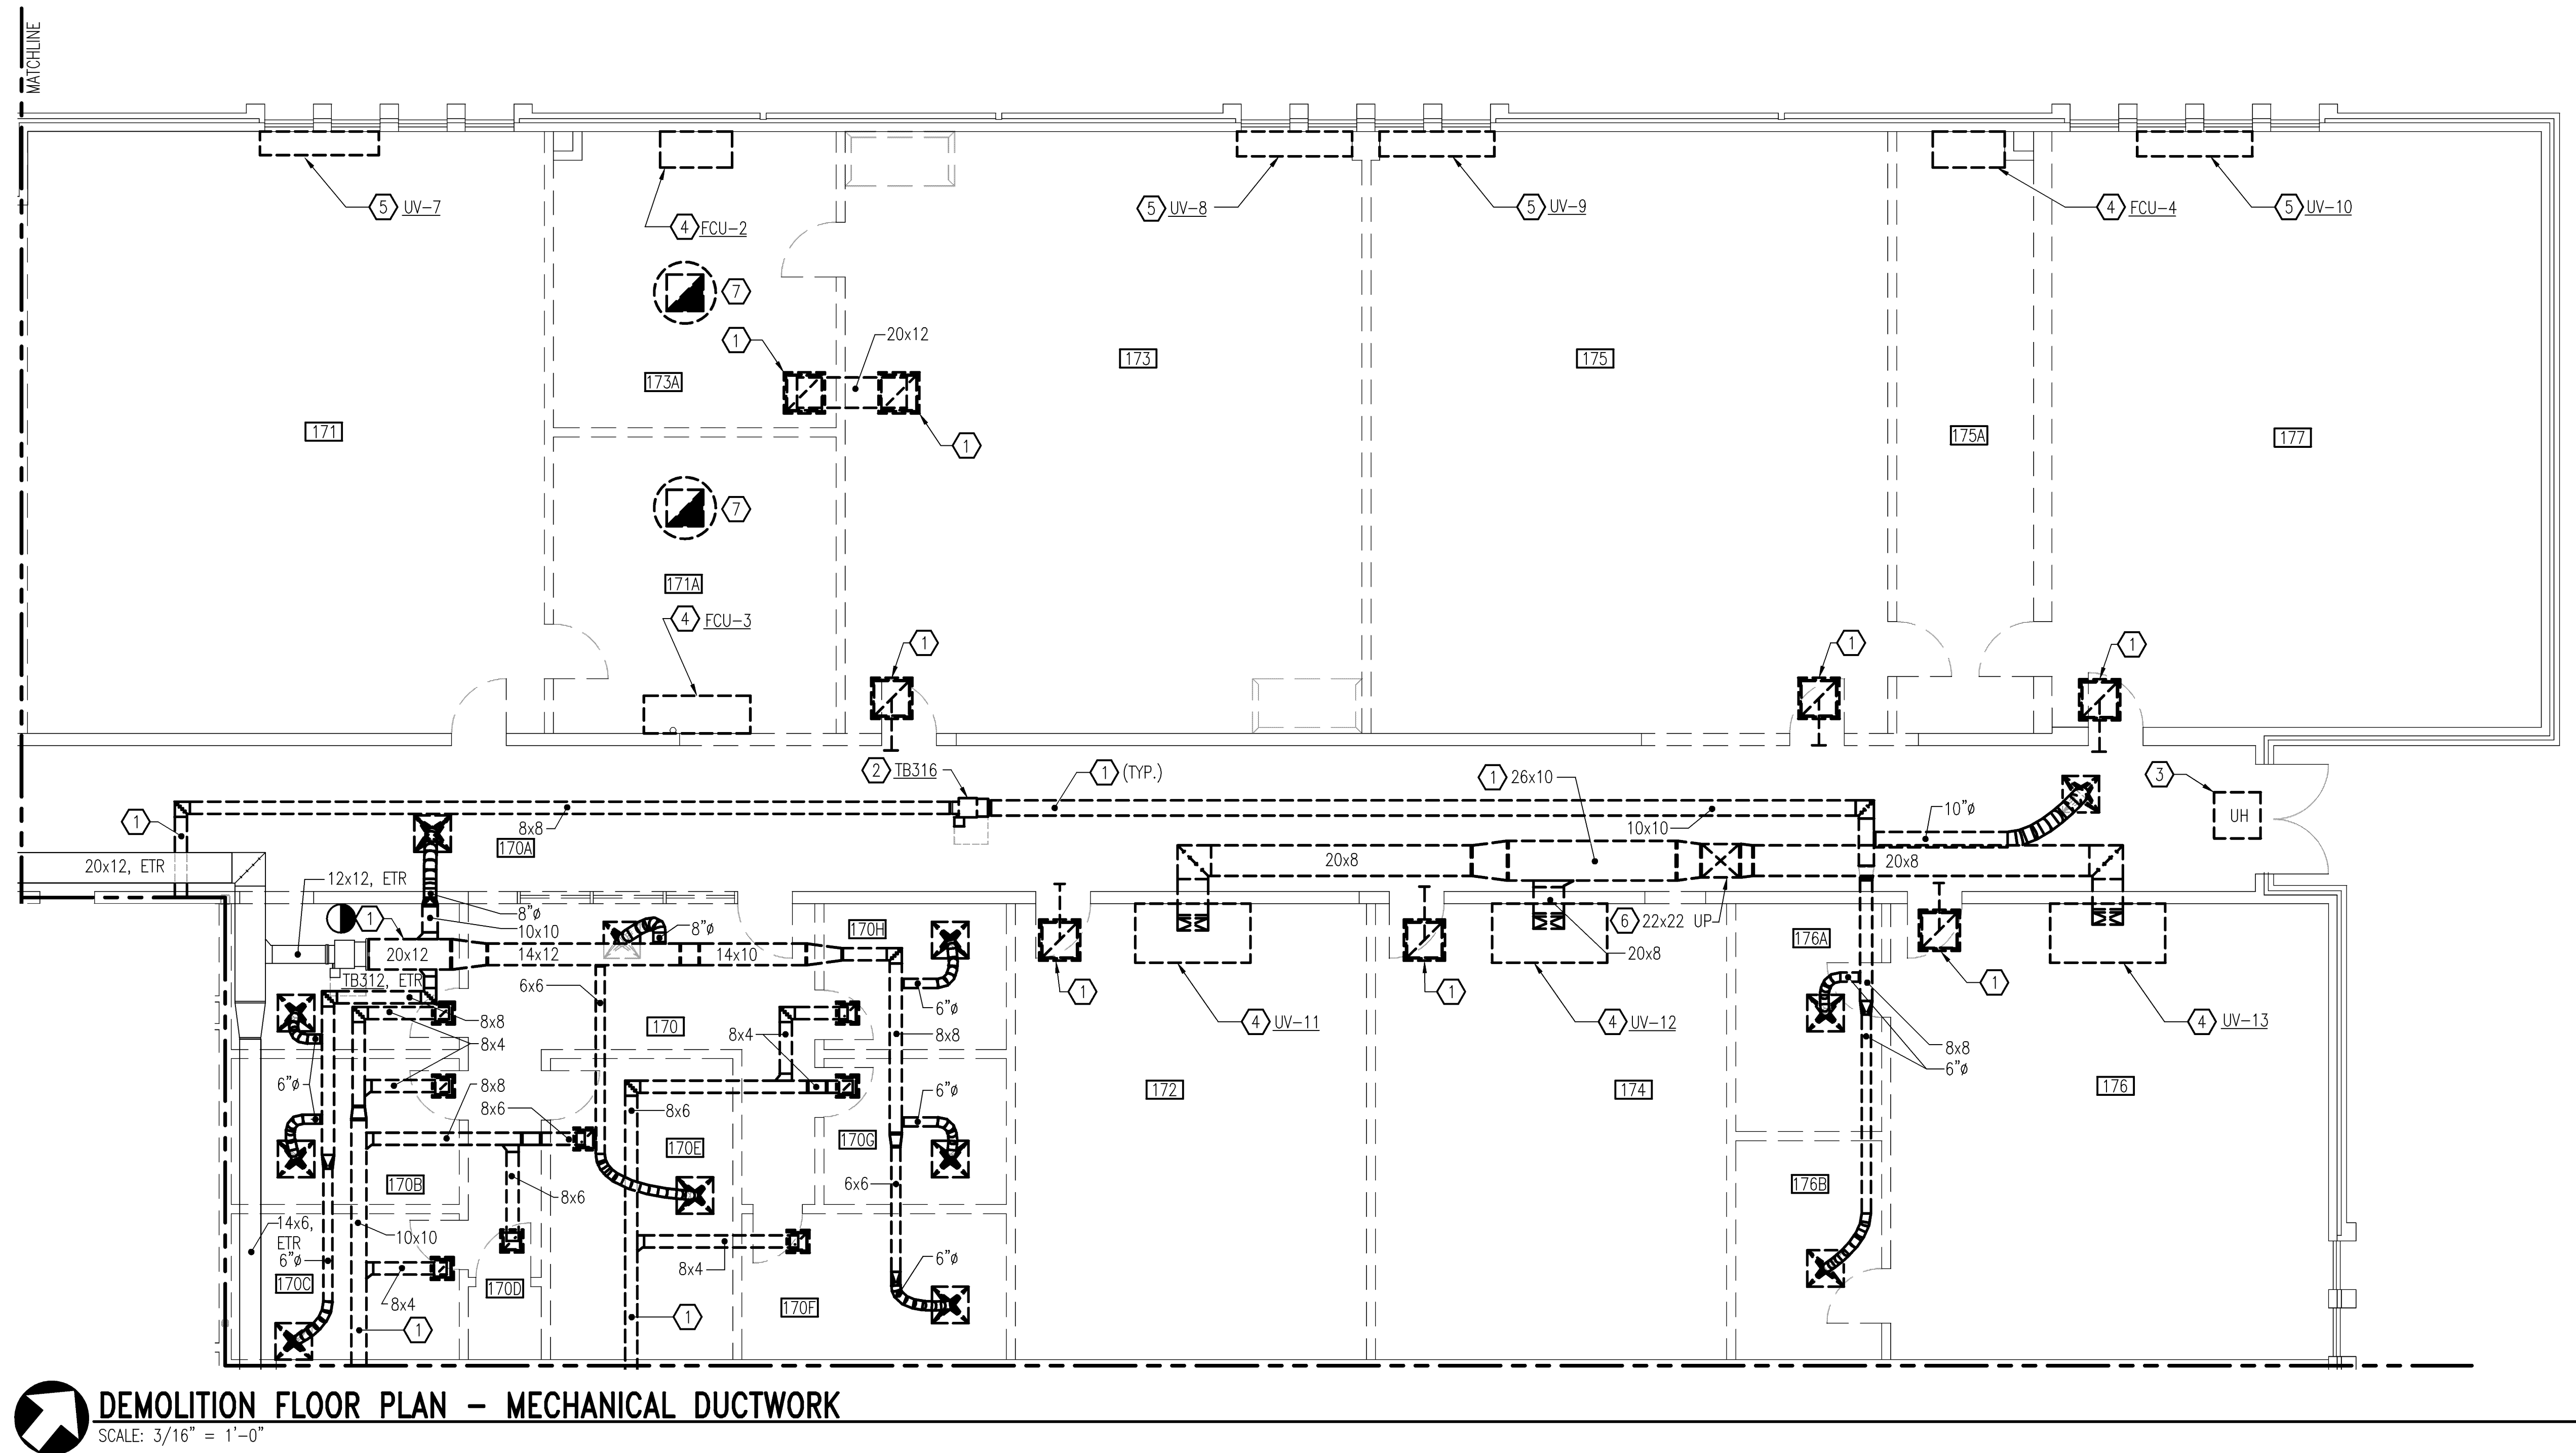 MATCHLINE
5 UV-7
4 FCU-2
5 UV-8
5 UV-9
4 FCU-4
5 UV-10
7
1
20x12
173A
173
175
171
1
175A
177
7
171A
4 FCU-3
1
1
1
2 TB316
1 (TYP.)
1 26x10
3
UH
10"ø
1
8x8
10x10
170A
20x12, ETR
20x8
20x8
12x12, ETR
1
8"ø
10x10
8"ø
170H
6 22x22 UP
176A
20x12
14x12
14x10
20x8
TB312, ETR
6x6
1
1
1
6"ø
8x8
170
8x4
8x8
4 UV-11
4 UV-12
4 UV-13
8x4
8x8
6"ø
6"ø
8x8
6"ø
172
174
176
8x6
8x6
170E
170G
170B
6x6
176B
8x6
14x6,
ETR
10x10
6"ø
6"ø
8x4
170C
170D
8x4
170F
1
1
DEMOLITION FLOOR PLAN - MECHANICAL DUCTWORK
SCALE: 3/16" = 1'-0"